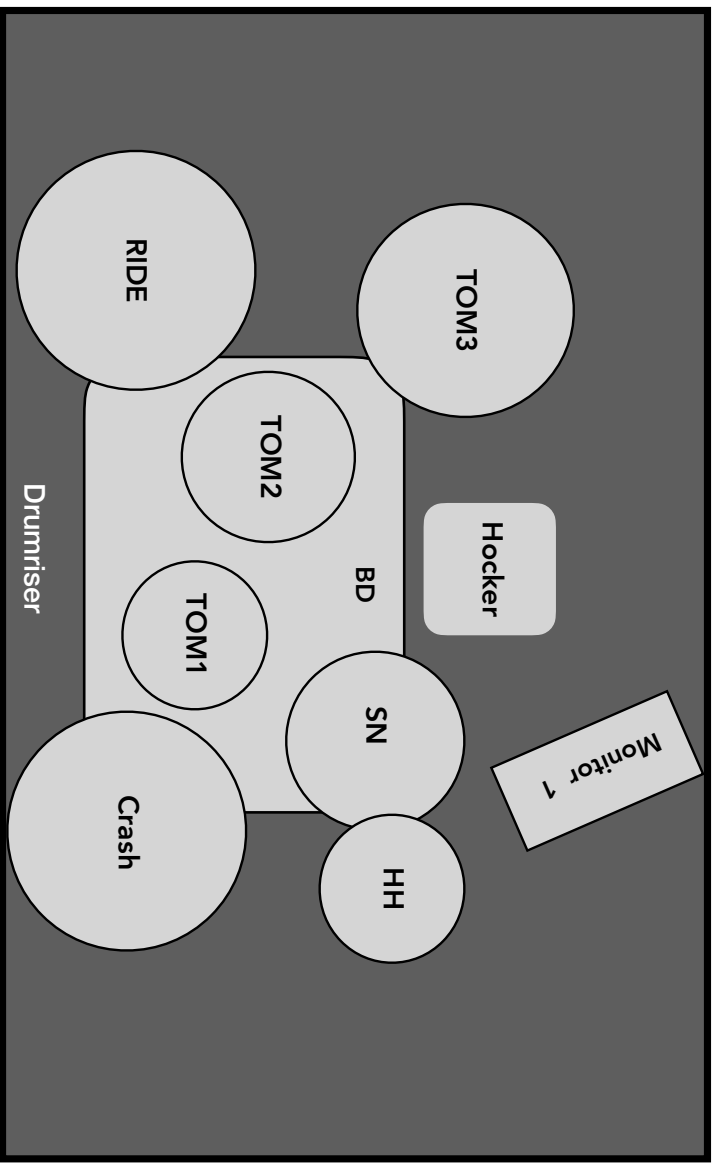 RIDE
TOM3
TOM2
Hocker
Drumriser
BD
TOM1
SN
Monitor 1
Crash
HH